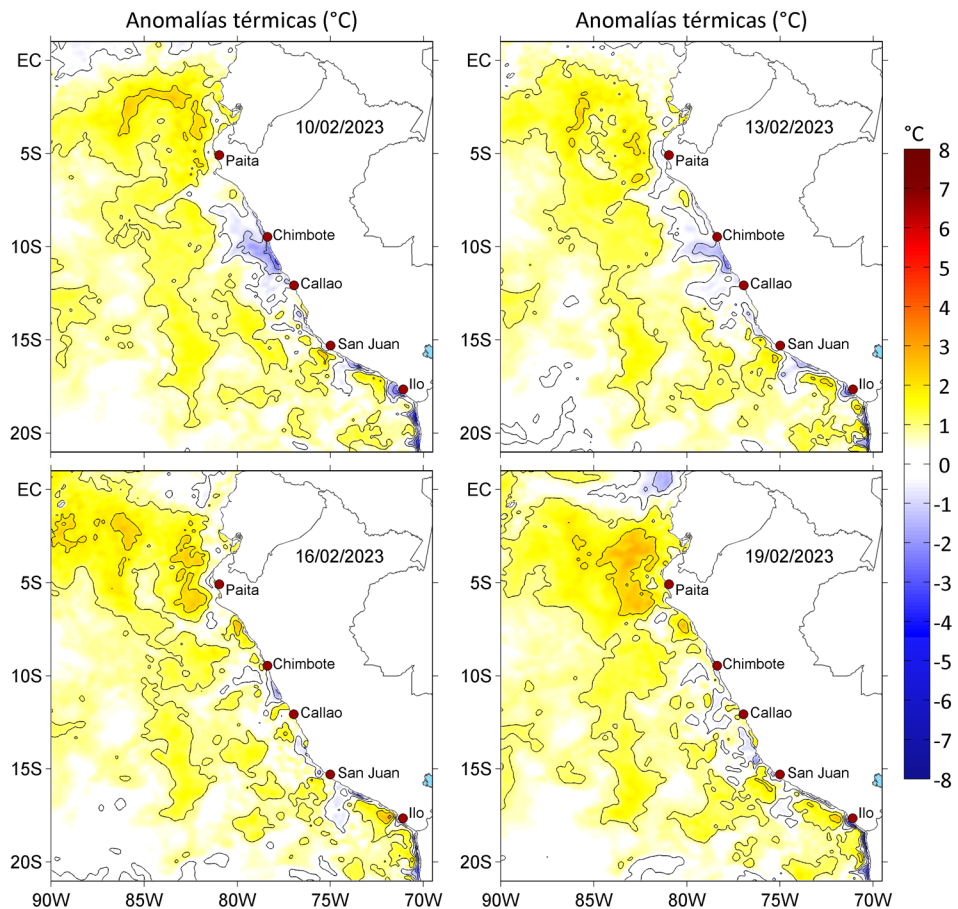 Anomalías térmicas (°C)
Anomalías térmicas (°C)
EC
5S
10S
15S
20S
10/02/2023
Paita
Chimbote
Callao
San Juan
Ilo
EC
5S
10S
15S
20S
13/02/2023
Paita
Chimbote
Callao
San Juan
Ilo
EC
5S
10S
15S
20S
16/02/2023
Paita
Chimbote
Callao
San Juan
Ilo
90W 85W 80W 75W 70W
EC
5S
10S
15S
20S
19/02/2023
Paita
Chimbote
Callao
San Juan
Ilo
90W 85W 80W 75W 70W
°C
8
7
6
5
4
3
2
1
0
-1
-2
-3
-4
-5
-6
-7
-8